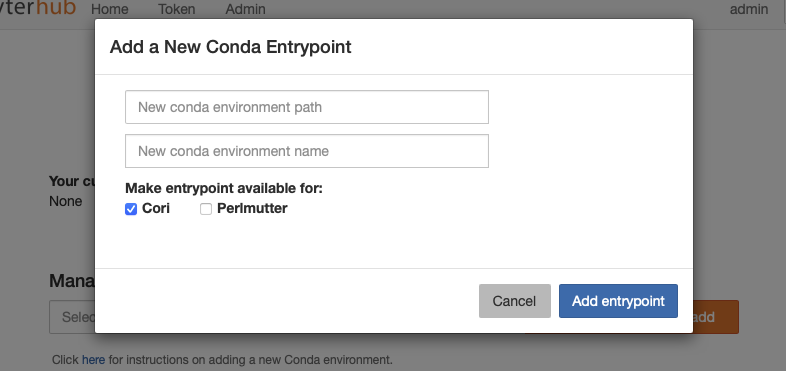 yterhub Home Token Admin admin
Add a New Conda Entrypoint
New conda environment path
New conda environment name
Your cu
None
Make entrypoint available for:
Cori Perlmutter
Mana
Cancel Add entrypoint
Selec add
Click here for instructions on adding a new Conda environment.